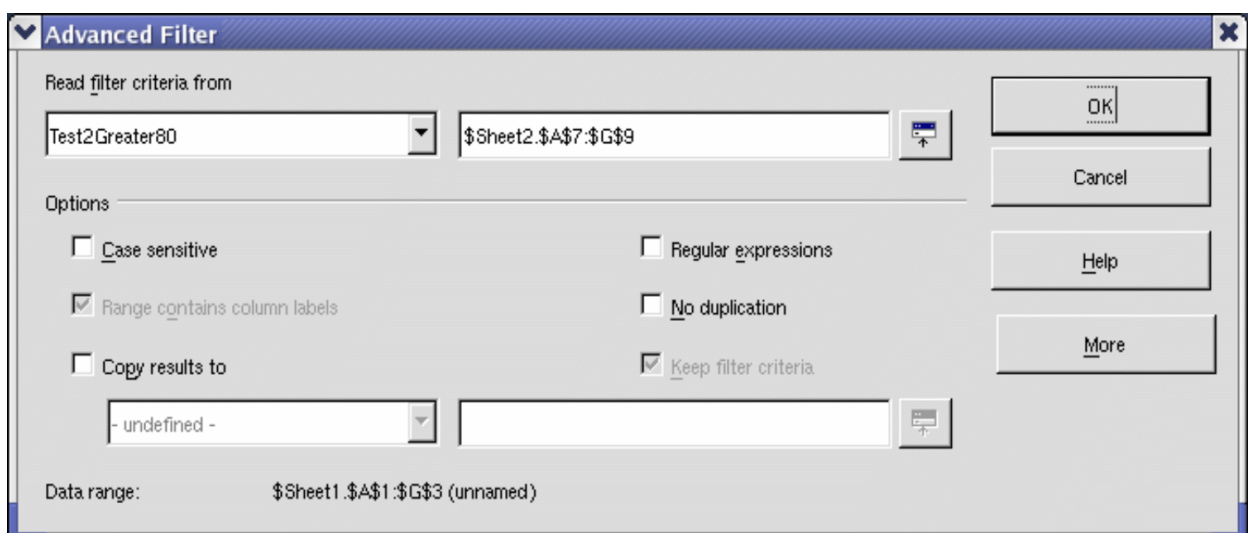 Advanced Filter
Read filter criteria from
OK
Test2Greater80 $Sheet2.$A$7:$G$9
Cancel
Options
Case sensitive Regular expressions
Help
Range contains column labels No duplication
More
Copy results to Keep filter criteria
- undefined -
Data range: $Sheet1.$A$1:$G$3 (unnamed)